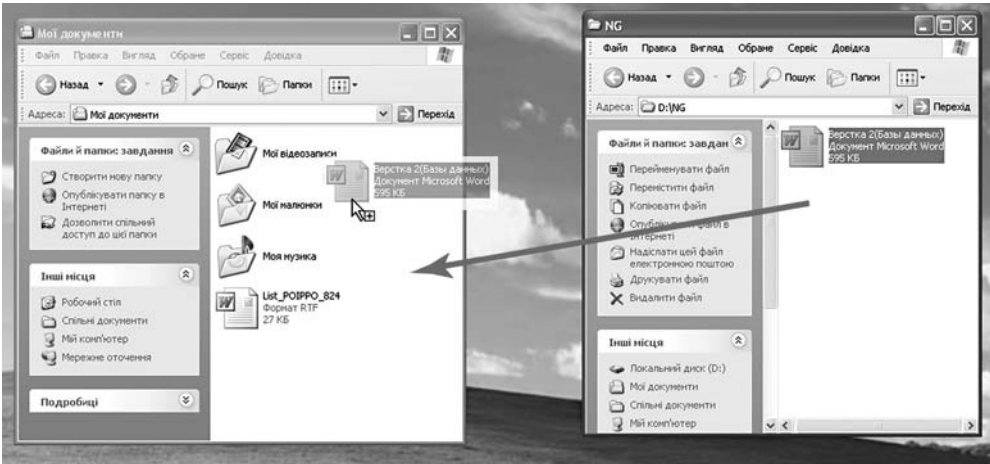 Мої документи
Файл Правка Вигляд Обране Сервіс Довідка
Назад Пошук Папки
Адреса: Мої документи Перехід
Файли й папки: завдання
Створити нову папку
Опублікувати папку в
Інтернеті
Дозволити спільний
доступ до цієї папки
Інші місця
Робочий стіл
Спільні документи
Мій комп'ютер
Мережне оточення
Подробиці
Мої відеозаписи
Верстка 2(Базы данных)
Документ Microsoft Word
595 КБ
Мої малюнки
Моя музика
List_POIPPO_824
Формат RTF
27 КБ
NG
Файл Правка Вигляд Обране Сервіс Довідка
Назад Пошук Папки
Адреса: D:\NG Перехід
Файли й папки: завдан
Перейменувати файл
Перемістити файл
Копіювати файл
Опублікувати файл в
Інтернеті
Надіслати цей файл
електронною поштою
Друкувати файл
Видалити файл
Інші місця
Локальний диск (D:)
Мої документи
Спільні документи
Мій комп'ютер
Верстка 2(Базы данных)
Документ Microsoft Word
595 КБ